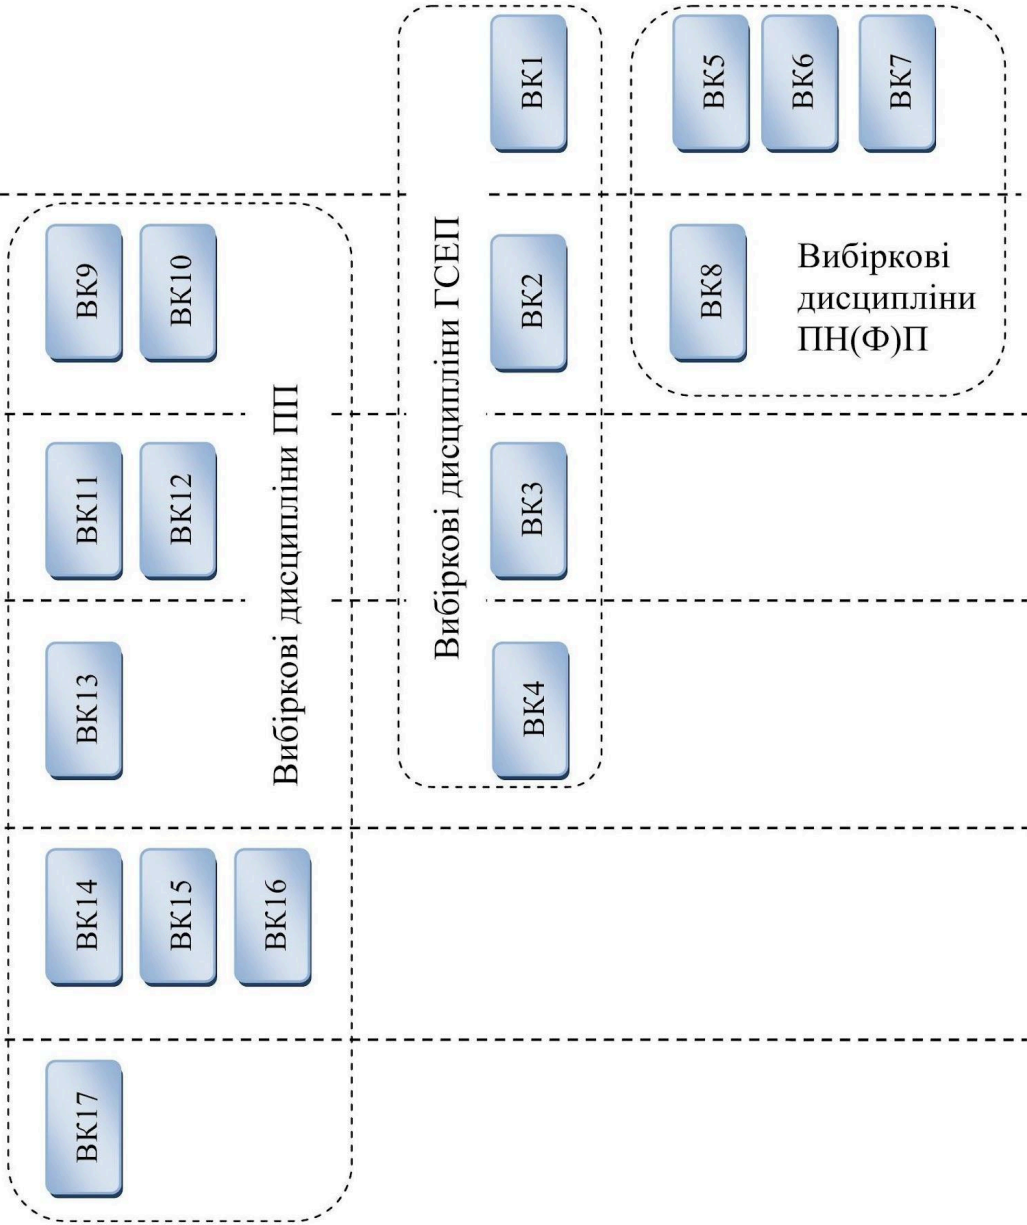 ВК1
ВК5
ВК6
ВК7
ВК9
ВК10
ВК2
ВК8
Вибіркові
дисципліни
ПН(Ф)П
Вибіркові дисципліни ГСЕП
Вибіркові дисципліни ПП
ВК11
ВК12
ВК3
ВК13
ВК4
ВК14
ВК15
ВК16
ВК17